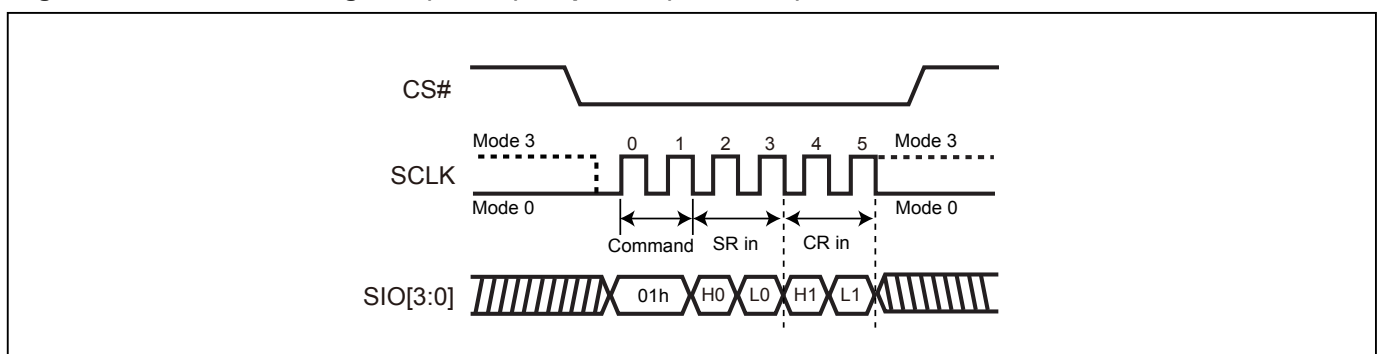 CS#
Mode 3 0 1 2 3 4 5 Mode 3
SCLK
Mode 0 Mode 0
Command SR in CR in
SIO[3:0] 01h H0 L0 H1 L1